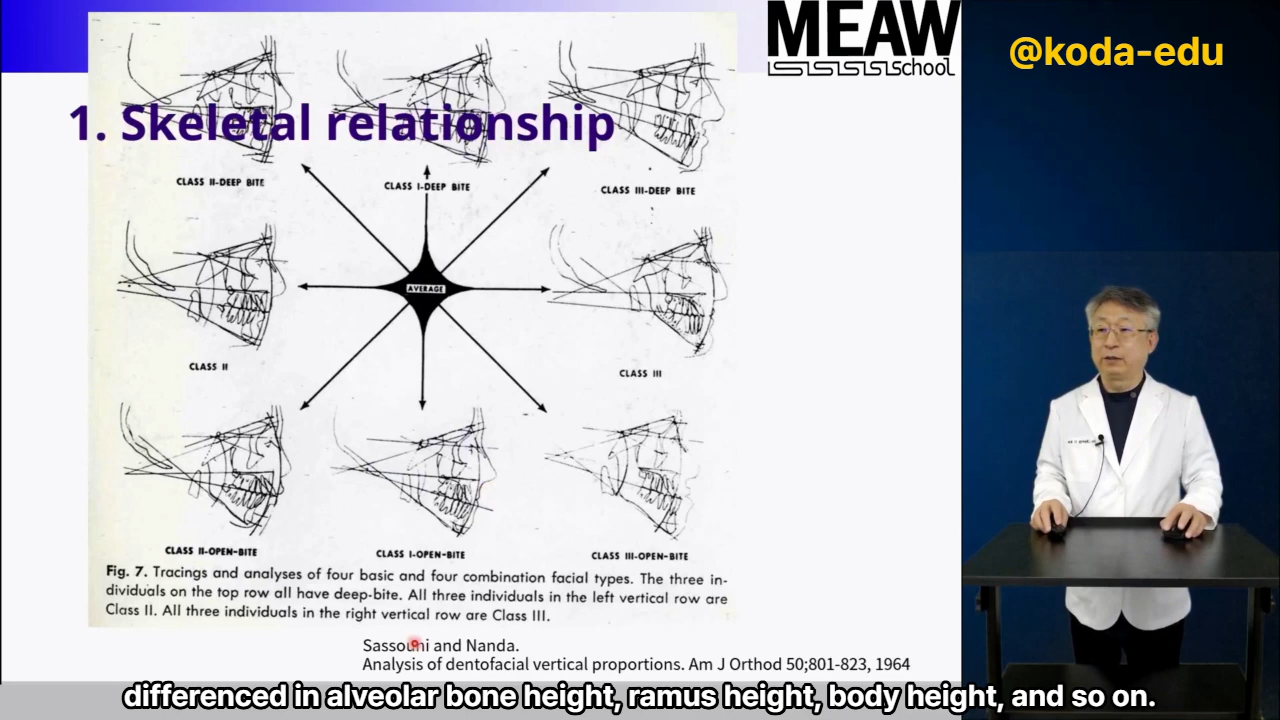 MEAW
School
@koda-edu
1. Skeletal relationship
CLASS II-DEEP BITE
CLASS I-DEEP BITE
CLASS III-DEEP BITE
AVERAGE
CLASS II
CLASS III
CLASS II-OPEN-BITE
CLASS I-OPEN-BITE
CLASS III-OPEN-BITE
Fig. 7. Tracings and analyses of four basic and four combination facial types. The three in-
dividuals on the top row all have deep-bite. All three individuals in the left vertical row are
Class II. All three individuals in the right vertical row are Class III.
Sassouni and Nanda.
Analysis of dentofacial vertical proportions. Am J Orthod 50;801-823, 1964
differenced in alveolar bone height, ramus height, body height, and so on.